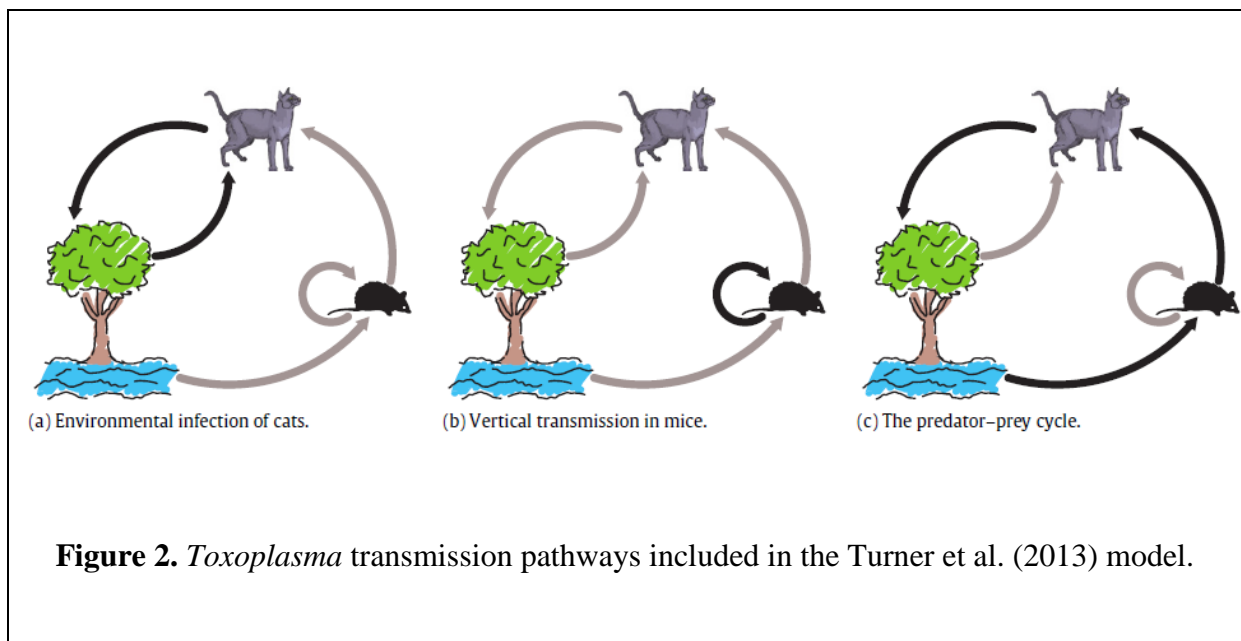 (a) Environmental infection of cats.
(b) Vertical transmission in mice.
(c) The predator–prey cycle.
Figure 2. Toxoplasma transmission pathways included in the Turner et al. (2013) model.